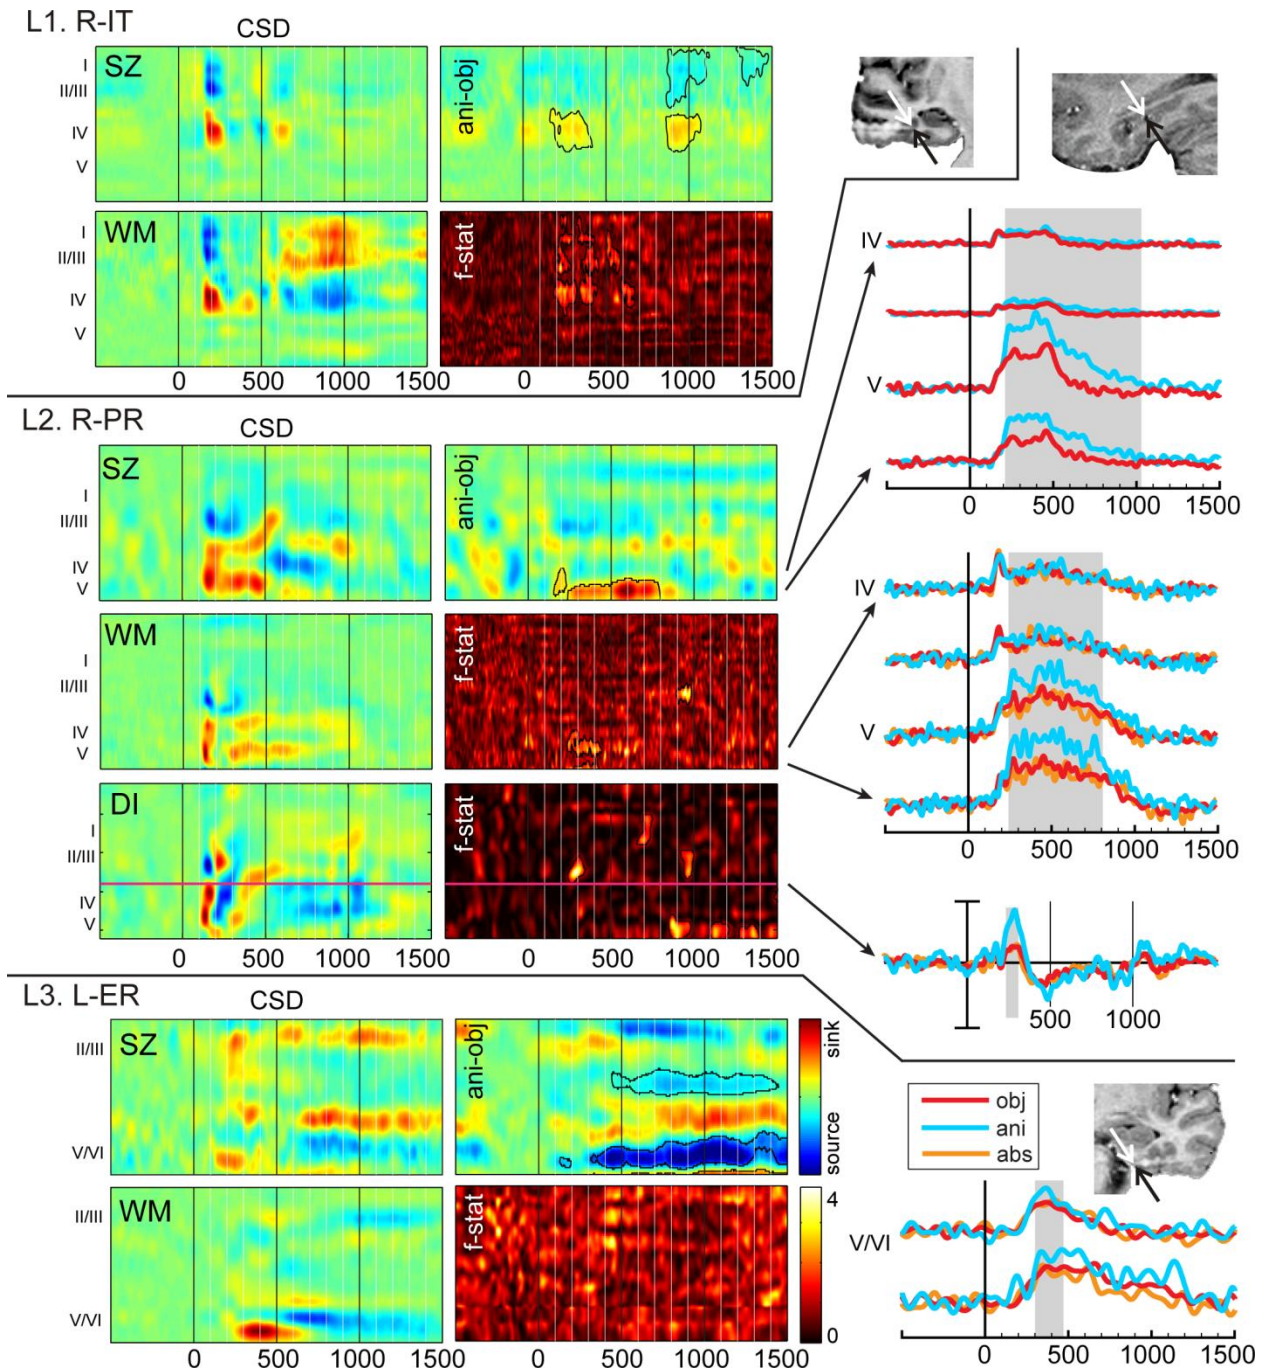 L1. R-IT
CSD
SZ
I
II/III
IV
V
ani-obj
WM
I
II/III
IV
V
f-stat
0 500 1000 1500
0 500 1000 1500
IV
V
0 500 1000 1500
L2. R-PR
CSD
SZ
I
II/III
IV
V
ani-obj
WM
I
II/III
IV
V
f-stat
DI
I
II/III
IV
V
f-stat
0 500 1000 1500
0 500 1000 1500
IV
V
0 500 1000 1500
500 1000
L3. L-ER
CSD
SZ
II/III
V/VI
ani-obj
sink
source
WM
II/III
V/VI
f-stat
4
0
0 500 1000 1500
0 500 1000 1500
obj
ani
abs
V/VI
0 500 1000 1500